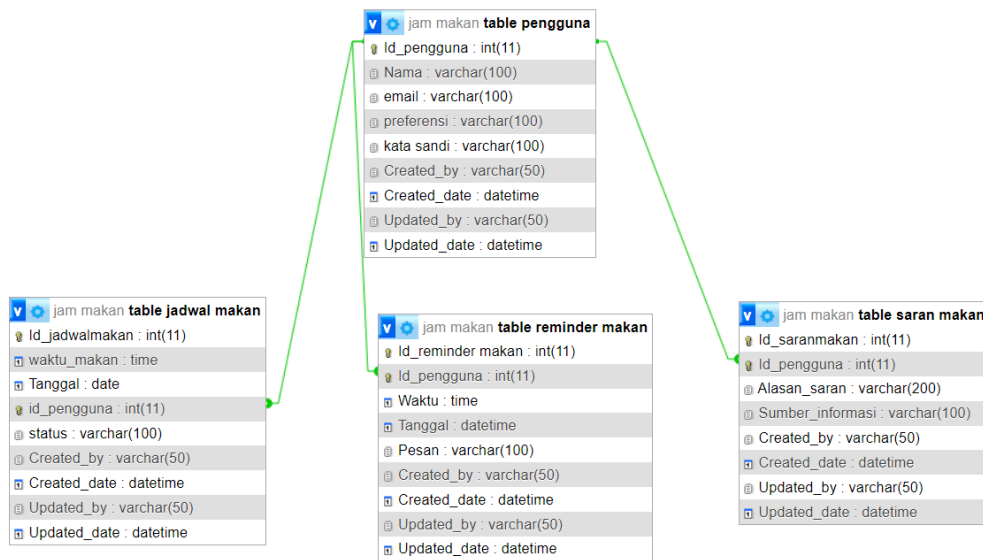 v jam makan table pengguna
Id_pengguna : int(11)
Nama : varchar(100)
email : varchar(100)
preferensi : varchar(100)
kata sandi : varchar(100)
Created_by : varchar(50)
Created_date : datetime
Updated_by : varchar(50)
Updated_date : datetime
v jam makan table jadwal makan
Id_jadwalmakan : int(11)
waktu_makan : time
Tanggal : date
id_pengguna : int(11)
status : varchar(100)
Created_by : varchar(50)
Created_date : datetime
Updated_by : varchar(50)
Updated_date : datetime
v jam makan table reminder makan
Id_reminder makan : int(11)
Id_pengguna : int(11)
Waktu : time
Tanggal : datetime
Pesan : varchar(100)
Created_by : varchar(50)
Created_date : datetime
Updated_by : varchar(50)
Updated_date : datetime
v jam makan table saran makan
Id_saranmakan : int(11)
Id_pengguna : int(11)
Alasan_saran : varchar(200)
Sumber_informasi : varchar(100)
Created_by : varchar(50)
Created_date : datetime
Updated_by : varchar(50)
Updated_date : datetime